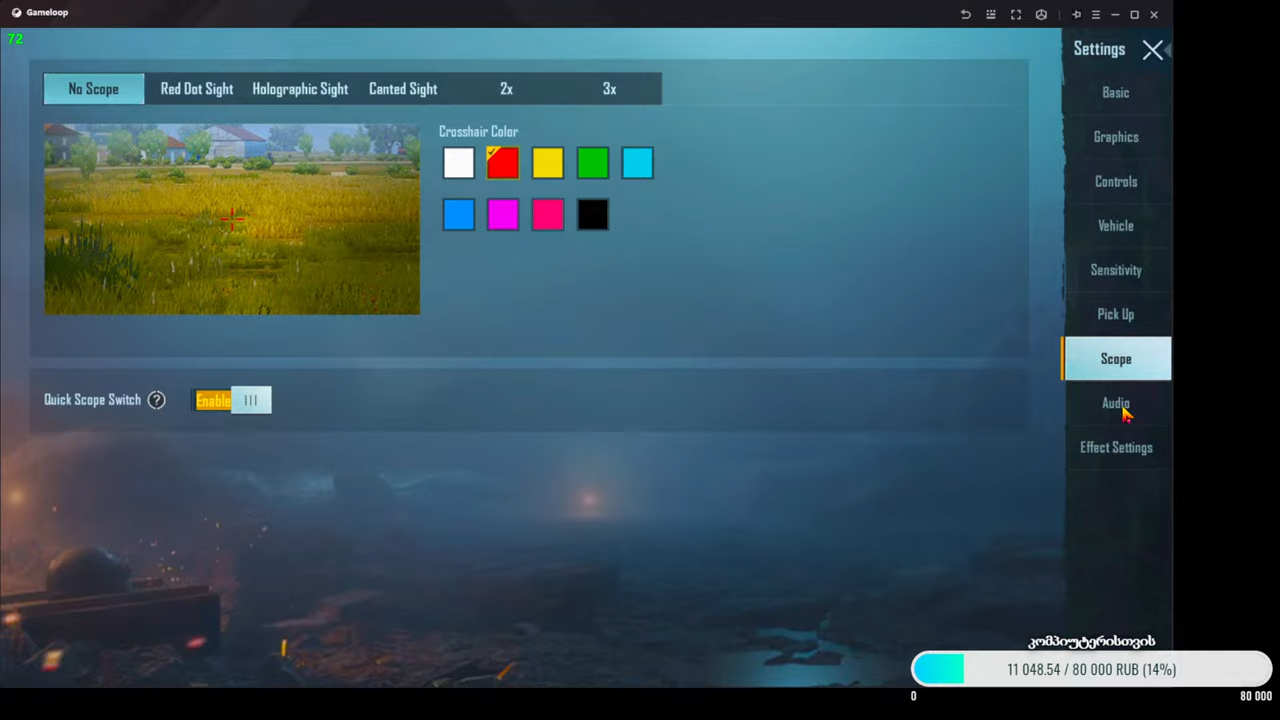 Gameloop
72
Settings
No Scope
Red Dot Sight
Holographic Sight
Canted Sight
2x
3x
Crosshair Color
Quick Scope Switch ?
Enable
Basic
Graphics
Controls
Vehicle
Sensitivity
Pick Up
Scope
Audio
Effect Settings
კომპიუტერისთვის
11 048.54 / 80 000 RUB (14%)
0
80 000